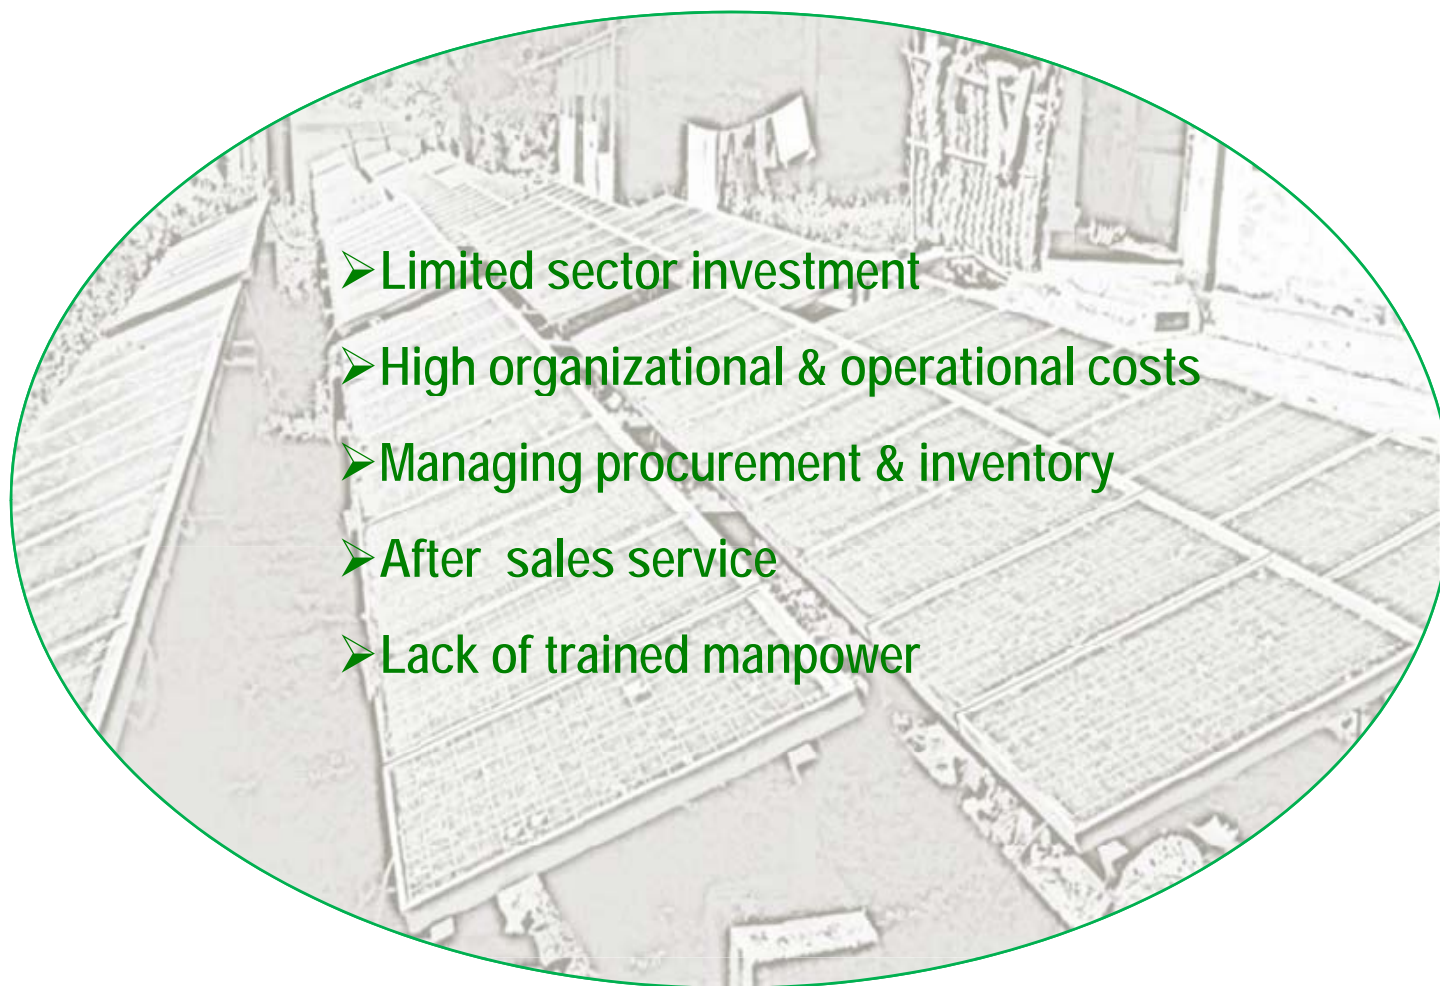 ➢Limited sector investment
➢High organizational & operational costs
➢Managing procurement & inventory
➢After  sales service
➢Lack of trained manpower